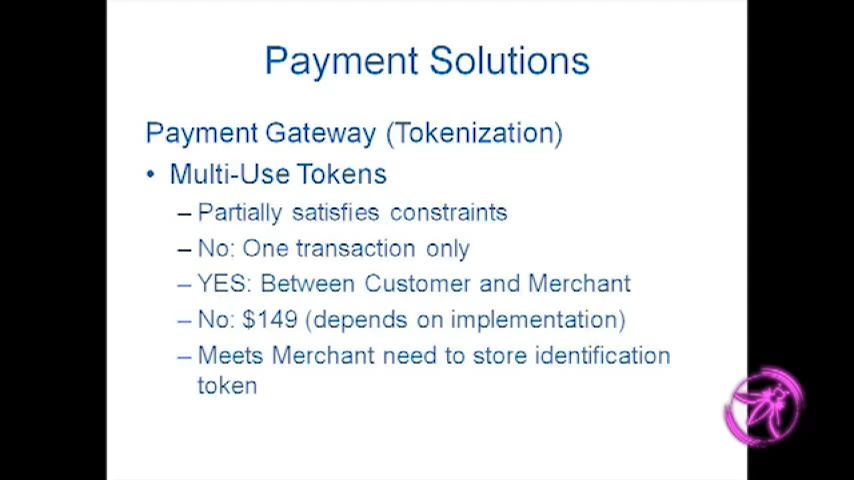 Payment Solutions
Payment Gateway (Tokenization)
• Multi-Use Tokens
– Partially satisfies constraints
– No: One transaction only
– YES: Between Customer and Merchant
– No: $149 (depends on implementation)
– Meets Merchant need to store identification
token